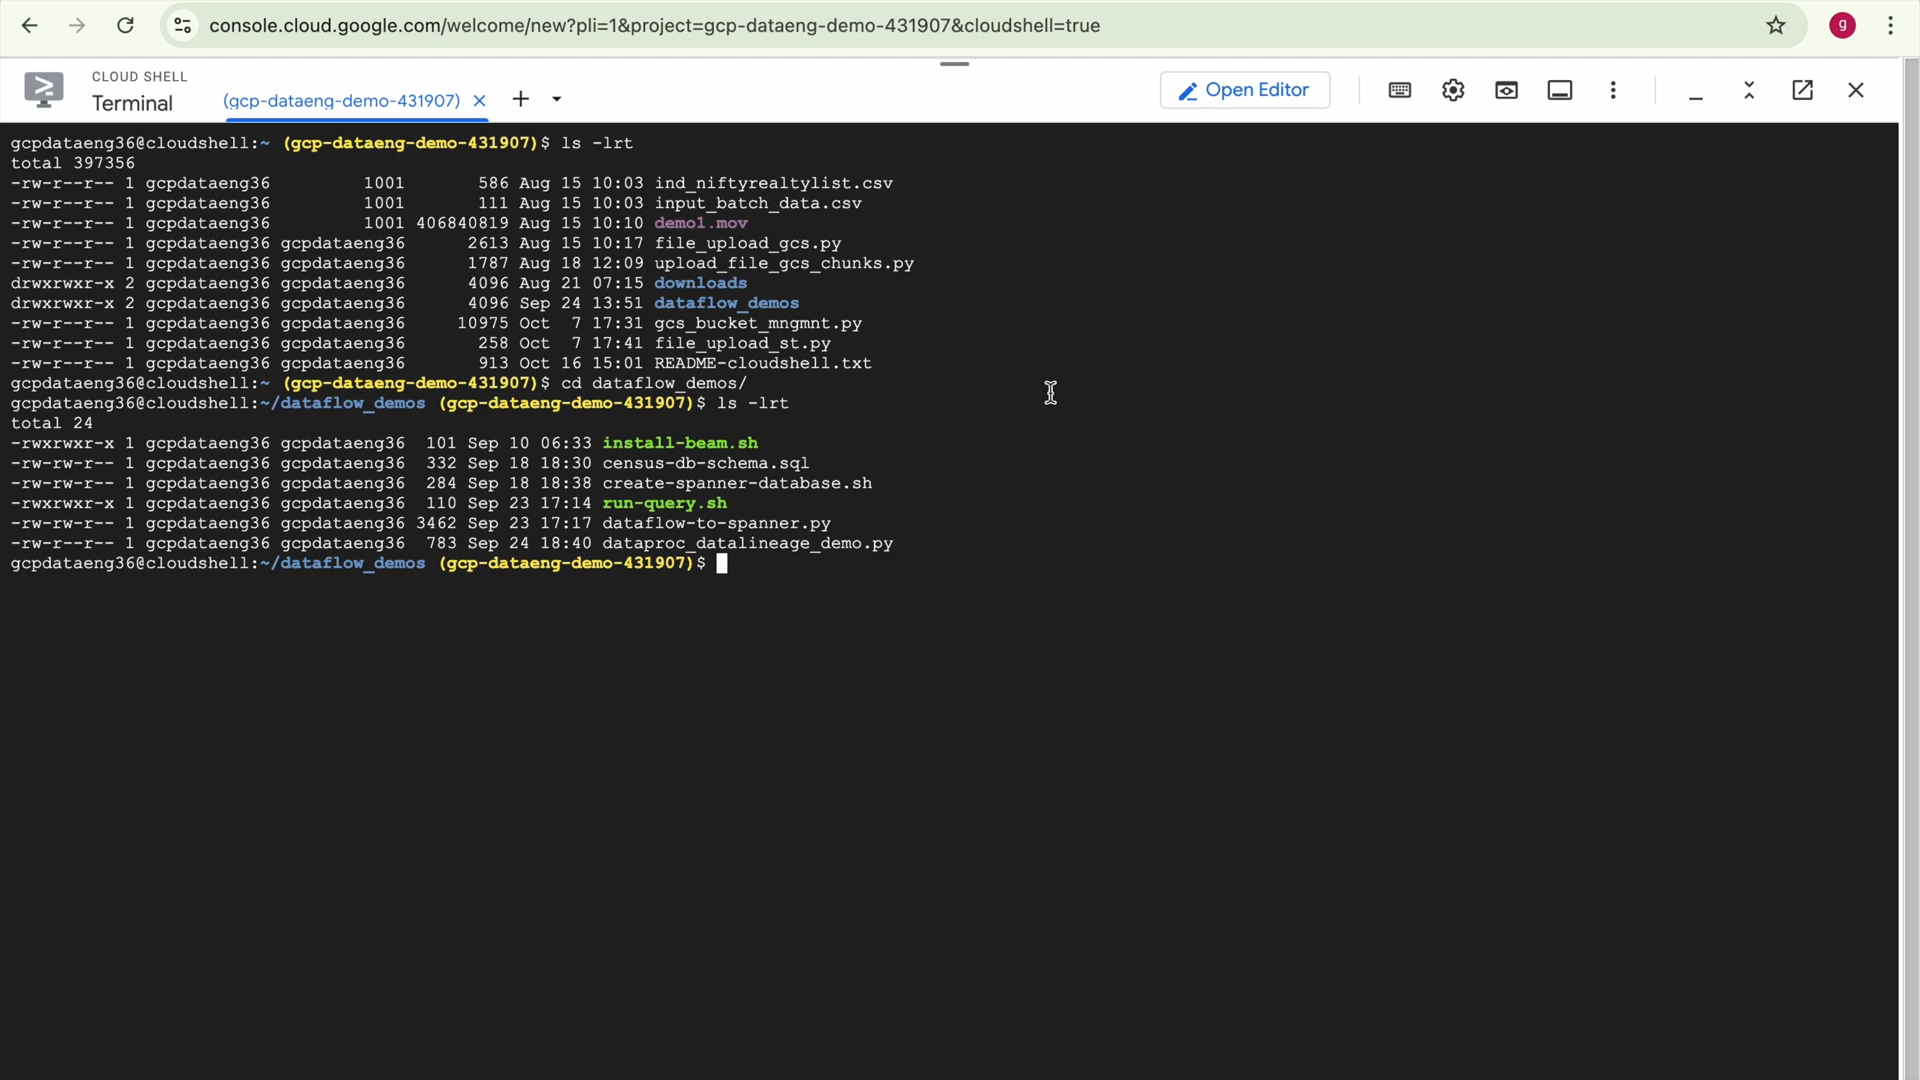 console.cloud.google.com/welcome/new?pli=1&project=gcp-dataeng-demo-431907&cloudshell=true
g
CLOUD SHELL
Terminal
(gcp-dataeng-demo-431907)
Open Editor
gcpdataeng36@cloudshell:~ (gcp-dataeng-demo-431907)$ ls -lrt
total 397356
-rw-r--r-- 1 gcpdataeng36         1001       586 Aug 15 10:03 ind_niftyrealtylist.csv
-rw-r--r-- 1 gcpdataeng36         1001       111 Aug 15 10:03 input_batch_data.csv
-rw-r--r-- 1 gcpdataeng36         1001 406840819 Aug 15 10:10 demo1.mov
-rw-r--r-- 1 gcpdataeng36 gcpdataeng36      2613 Aug 15 10:17 file_upload_gcs.py
-rw-r--r-- 1 gcpdataeng36 gcpdataeng36      1787 Aug 18 12:09 upload_file_gcs_chunks.py
drwxrwxr-x 2 gcpdataeng36 gcpdataeng36      4096 Aug 21 07:15 downloads
drwxrwxr-x 2 gcpdataeng36 gcpdataeng36      4096 Sep 24 13:51 dataflow_demos
-rw-r--r-- 1 gcpdataeng36 gcpdataeng36     10975 Oct  7 17:31 gcs_bucket_mngmnt.py
-rw-r--r-- 1 gcpdataeng36 gcpdataeng36       258 Oct  7 17:41 file_upload_st.py
-rw-r--r-- 1 gcpdataeng36 gcpdataeng36       913 Oct 16 15:01 README-cloudshell.txt
gcpdataeng36@cloudshell:~ (gcp-dataeng-demo-431907)$ cd dataflow_demos/
gcpdataeng36@cloudshell:~/dataflow_demos (gcp-dataeng-demo-431907)$ ls -lrt
total 24
-rwxrwxr-x 1 gcpdataeng36 gcpdataeng36  101 Sep 10 06:33 install-beam.sh
-rw-rw-r-- 1 gcpdataeng36 gcpdataeng36  332 Sep 18 18:30 census-db-schema.sql
-rw-rw-r-- 1 gcpdataeng36 gcpdataeng36  284 Sep 18 18:38 create-spanner-database.sh
-rwxrwxr-x 1 gcpdataeng36 gcpdataeng36  110 Sep 23 17:14 run-query.sh
-rw-rw-r-- 1 gcpdataeng36 gcpdataeng36 3462 Sep 23 17:17 dataflow-to-spanner.py
-rw-rw-r-- 1 gcpdataeng36 gcpdataeng36  783 Sep 24 18:40 dataproc_datalineage_demo.py
gcpdataeng36@cloudshell:~/dataflow_demos (gcp-dataeng-demo-431907)$